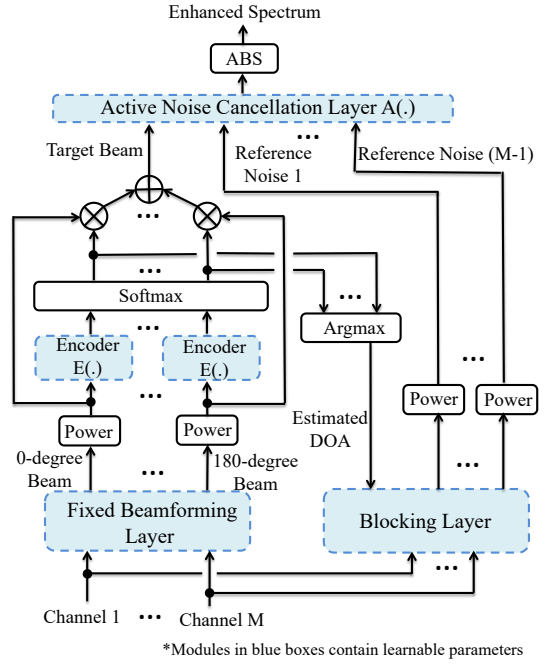 Enhanced Spectrum
ABS
Active Noise Cancellation Layer A(.)
...
Target Beam
Reference
Noise 1
Reference Noise (M-1)
...
...
Softmax
...
Argmax
...
Encoder
E(.)
Encoder
E(.)
...
...
Power
Power
Estimated
DOA
Power
Power
0-degree
Beam
...
180-degree
Beam
...
Fixed Beamforming
Layer
Blocking Layer
...
Channel 1
...
Channel M
*Modules in blue boxes contain learnable parameters